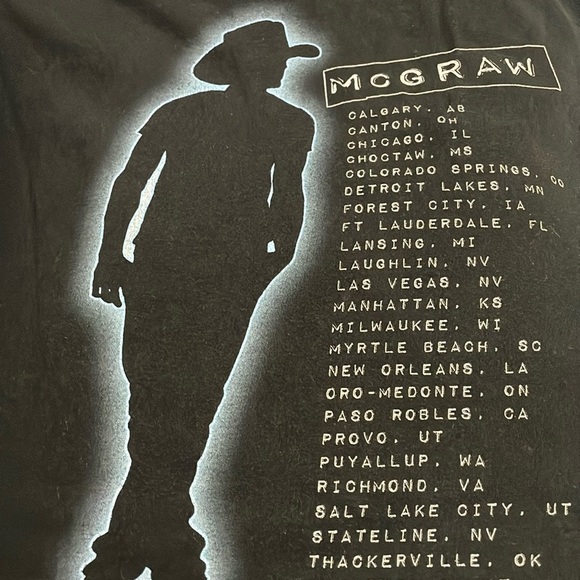 McGRAW
CALGARY, AB
CANTON, OH
CHICAGO, IL
CHOCTAW, MS
COLORADO SPRINGS, CO
DETROIT LAKES, MN
FOREST CITY, IA
FT LAUDERDALE, FL
LANSING, MI
LAUGHLIN, NV
LAS VEGAS, NV
MANHATTAN, KS
MILWAUKEE, WI
MYRTLE BEACH, SC
NEW ORLEANS, LA
ORO-MEDONTE, ON
PASO ROBLES, CA
PROVO, UT
PUYALLUP, WA
RICHMOND, VA
SALT LAKE CITY, UT
STATELINE, NV
THACKERVILLE, OK